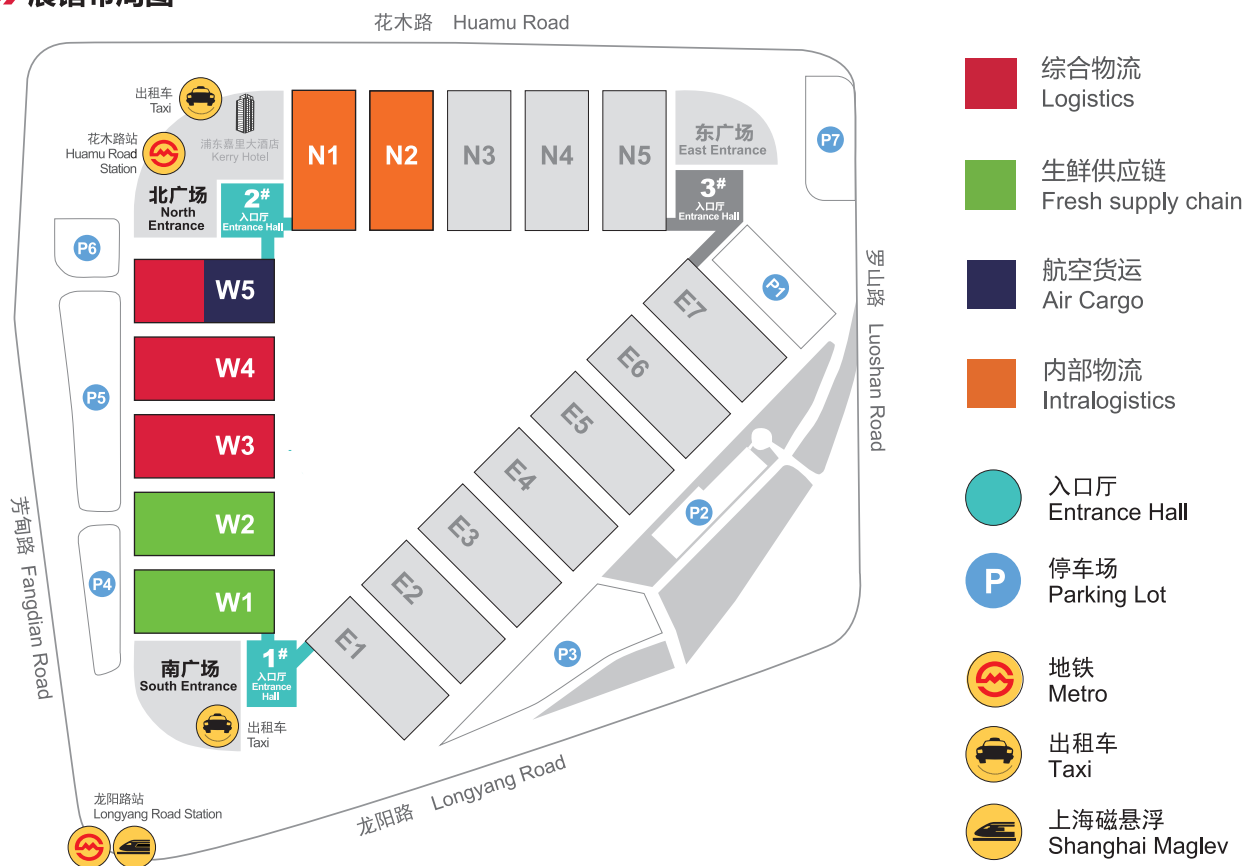 展馆布局图
花木路 Huamu Road
出租车
Taxi
花木路站
Huamu Road
Station
浦东嘉里大酒店
Kerry Hotel
北广场
North
Entrance
2#
入口厅
Entrance Hall
N1
N2
N3
N4
N5
东广场
East Entrance
3#
入口厅
Entrance Hall
P7
P6
P5
P4
W5
W4
W3
W2
W1
E7
E6
E5
E4
E3
E2
E1
P1
P2
P3
罗山路 Luoshan Road
芳甸路 Fangdian Road
南广场
South Entrance
1#
入口厅
Entrance
Hall
出租车
Taxi
龙阳路 Longyang Road
龙阳路站
Longyang Road Station
综合物流
Logistics
生鲜供应链
Fresh supply chain
航空货运
Air Cargo
内部物流
Intralogistics
入口厅
Entrance Hall
P
停车场
Parking Lot
地铁
Metro
出租车
Taxi
上海磁悬浮
Shanghai Maglev